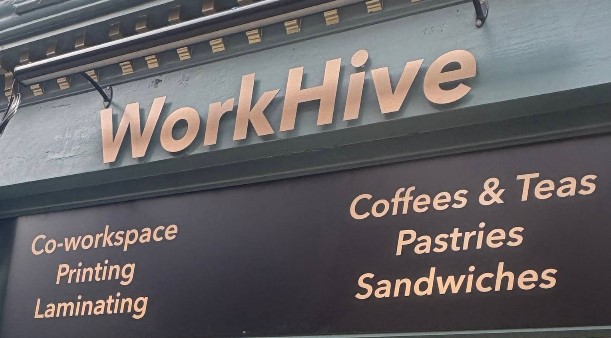 WorkHive
Co-workspace
Printing
Laminating
Coffees & Teas
Pastries
Sandwiches